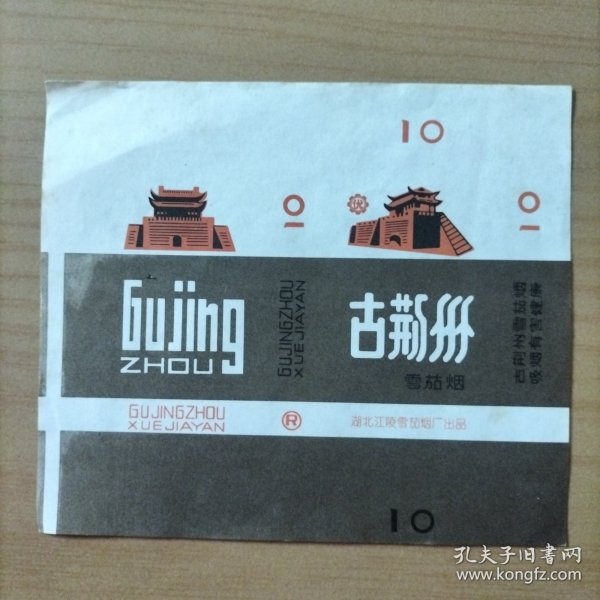 10
10
伏
10
Gujing
ZHOU
GUJINGZHOU
XUEJIAYAN
古荆州
雪茄烟
古荆州雪茄烟
吸烟有害健康
GUJINGZHOU
XUEJIAYAN
R
湖北江陵雪茄烟厂出品
10
孔夫子旧书网
www.kongfz.com